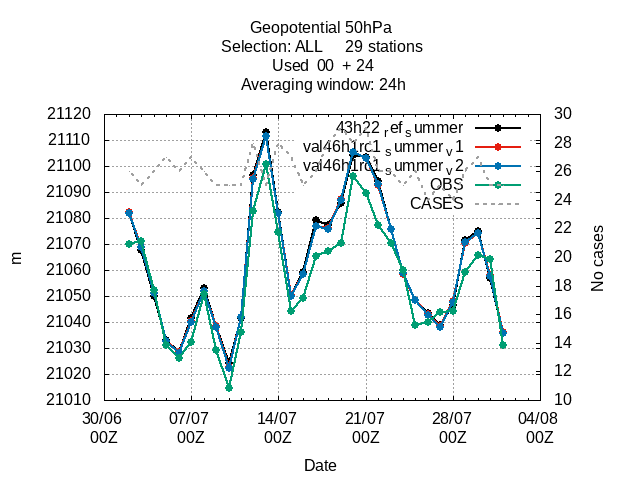 Geopotential 50hPa
Selection: ALL     29 stations
Used  00  + 24
Averaging window: 24h
21120
21110
21100
21090
21080
21070
21060
21050
21040
21030
21020
21010
m
30
28
26
24
22
20
18
16
14
12
10
No cases
43h22_ref_summer
val46h1rc1_summer_v1
val46h1rc1_summer_v2
OBS
CASES
30/06 07/07 14/07 21/07 28/07 04/08
00Z 00Z 00Z 00Z 00Z 00Z
Date